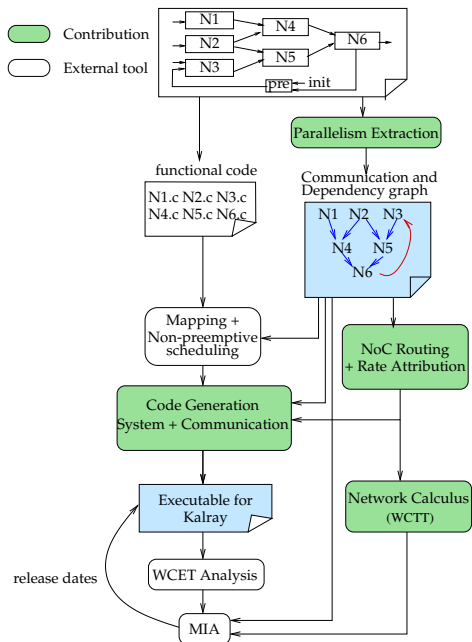 Contribution
External tool
N1
N2
N3
N4
N5
N6
pre
init
Parallelism Extraction
functional code
N1.c N2.c N3.c
N4.c N5.c N6.c
Communication and
Dependency graph
N1 N2 N3
N4 N5
N6
Mapping +
Non-preemptive
scheduling
NoC Routing
+ Rate Attribution
Code Generation
System + Communication
Executable for
Kalray
Network Calculus
(WCTT)
WCET Analysis
release dates
MIA